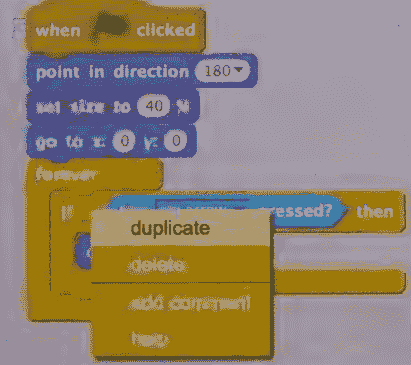 when clicked
point in direction 180
set size to 40 %
go to x: 0 y: 0
forever
if pressed? then
duplicate
delete
add comment
help